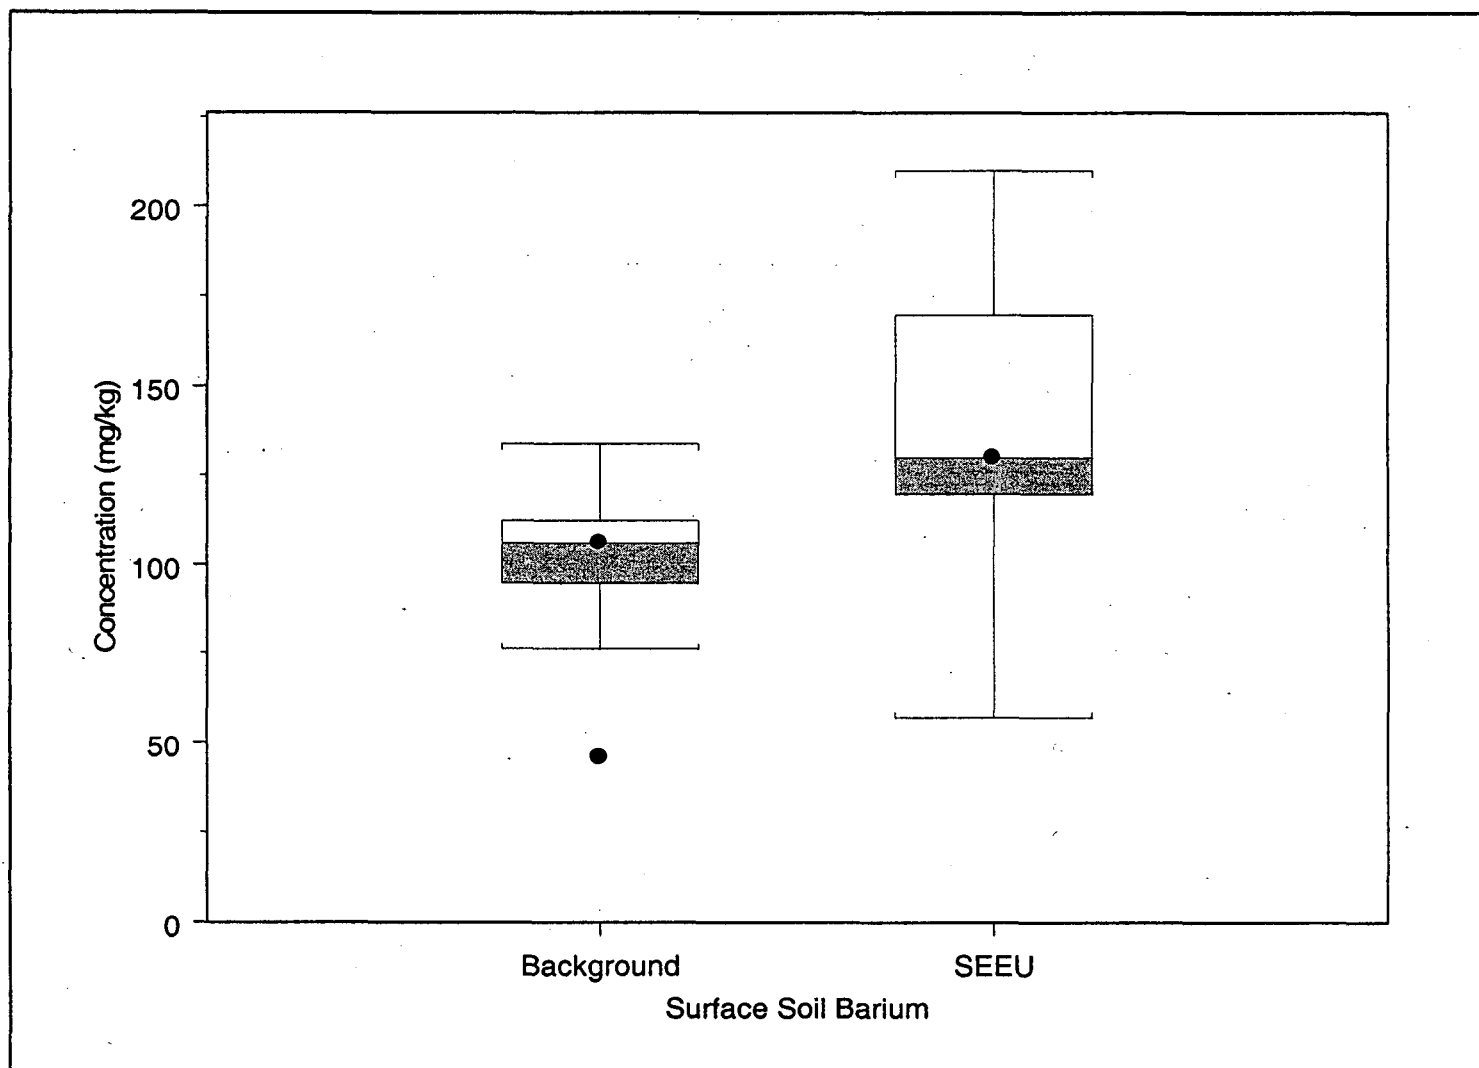 Concentration (mg/kg)
200
150
100
50
0
Background
SEEU
Surface Soil Barium